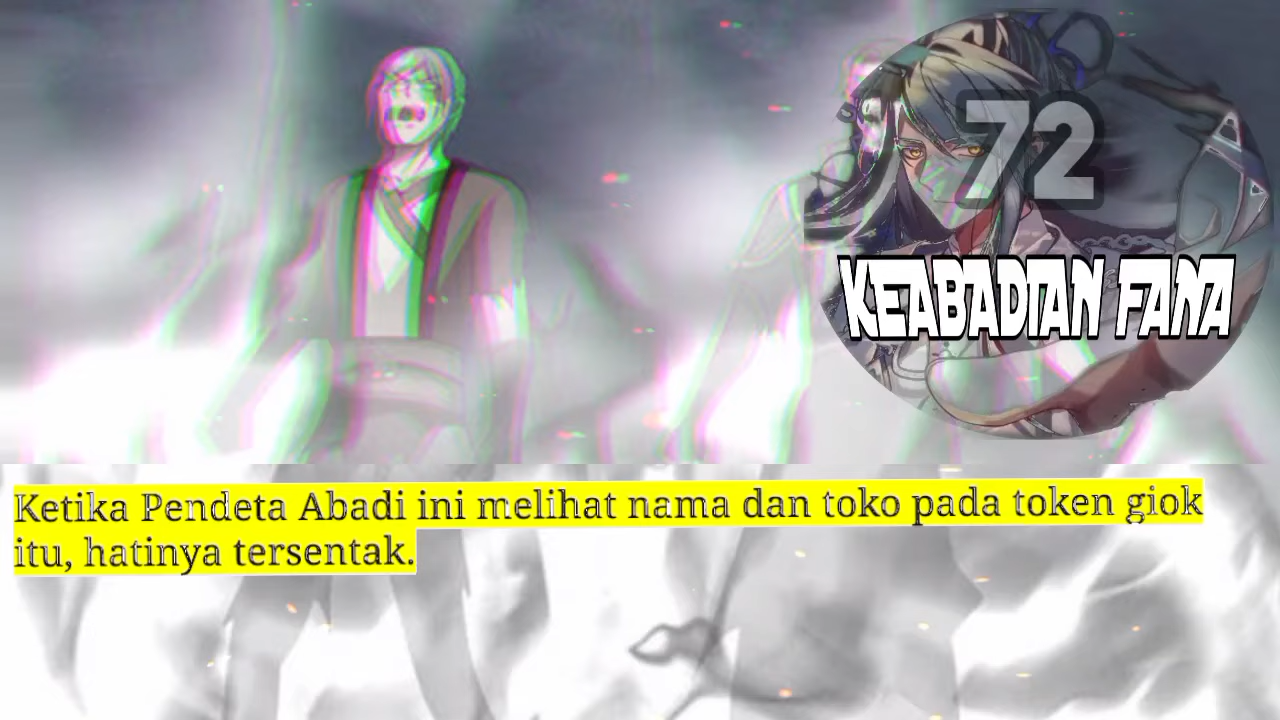 72
KEABADIAN FANA
Ketika Pendeta Abadi ini melihat nama dan toko pada token giok
itu, hatinya tersentak.